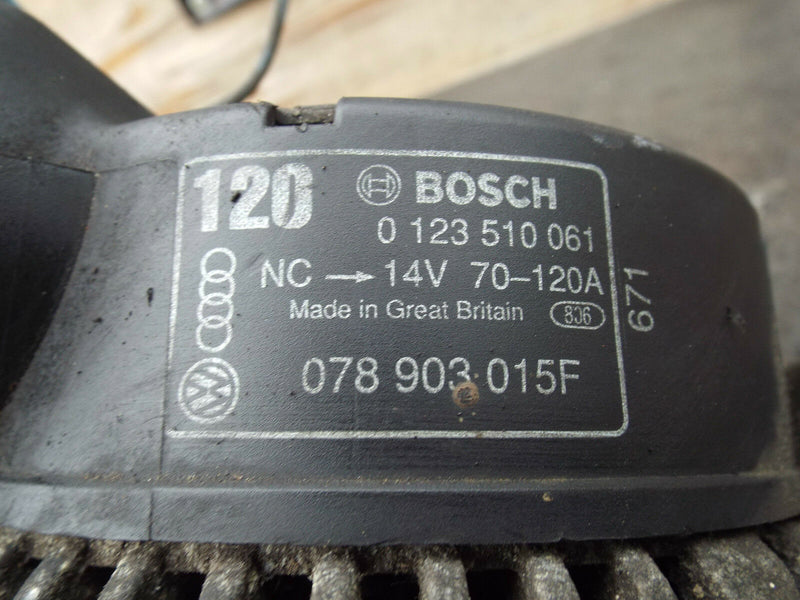 120 BOSCH
0 123 510 061
NC → 14V 70–120A
Made in Great Britain 806
671
078 903 015F